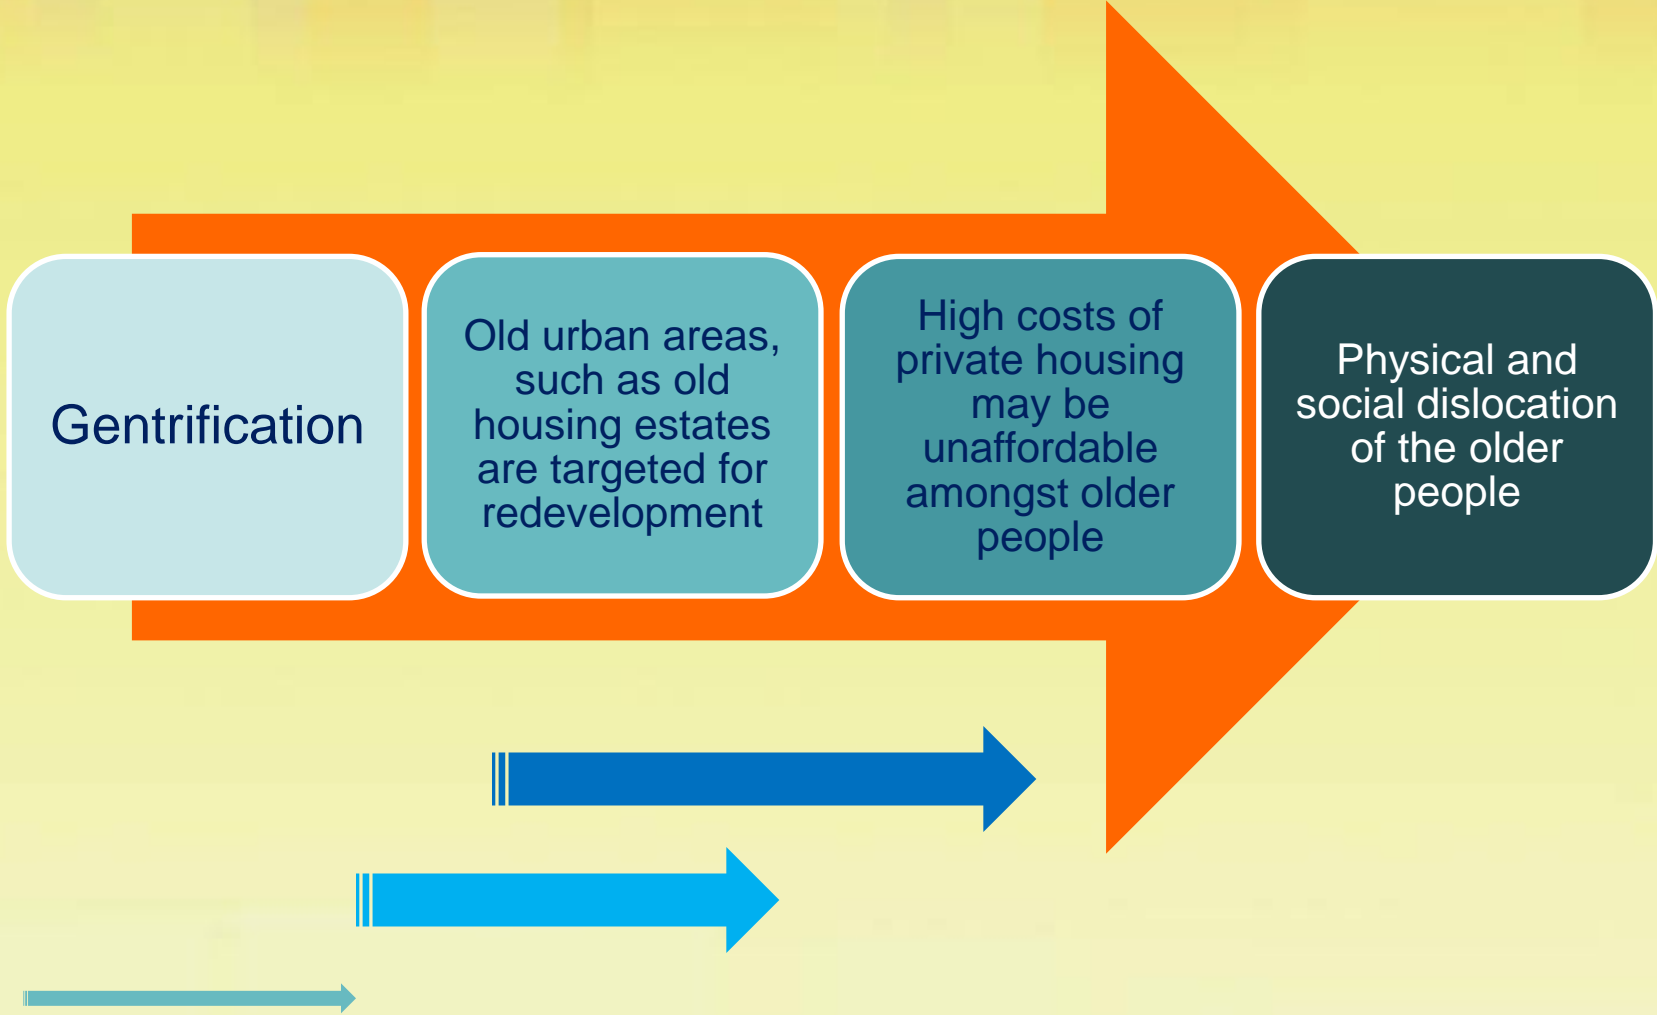 Gentrification
Old urban areas,
such as old
housing estates
are targeted for
redevelopment
High costs of
private housing
may be
unaffordable
amongst older
people
Physical and
social dislocation
of the older
people